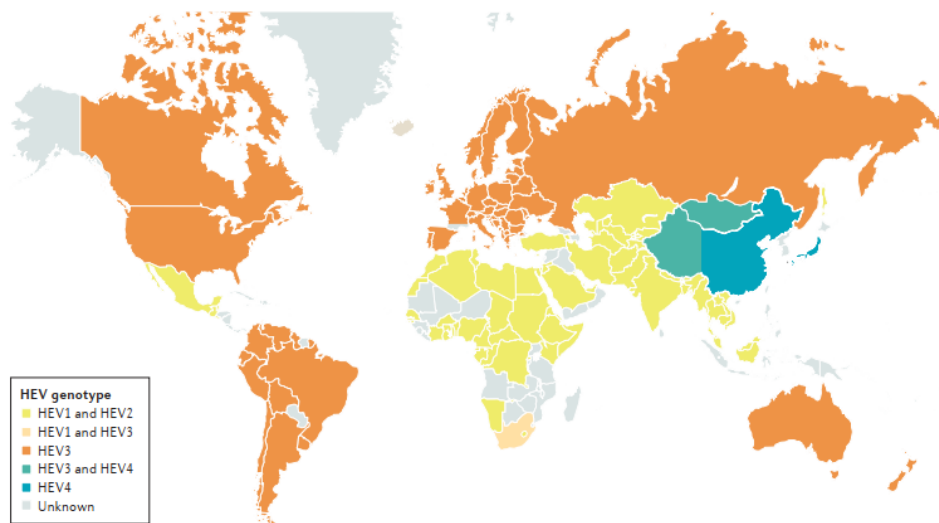 HEV genotype
HEV1 and HEV2
HEV1 and HEV3
HEV3
HEV3 and HEV4
HEV4
Unknown